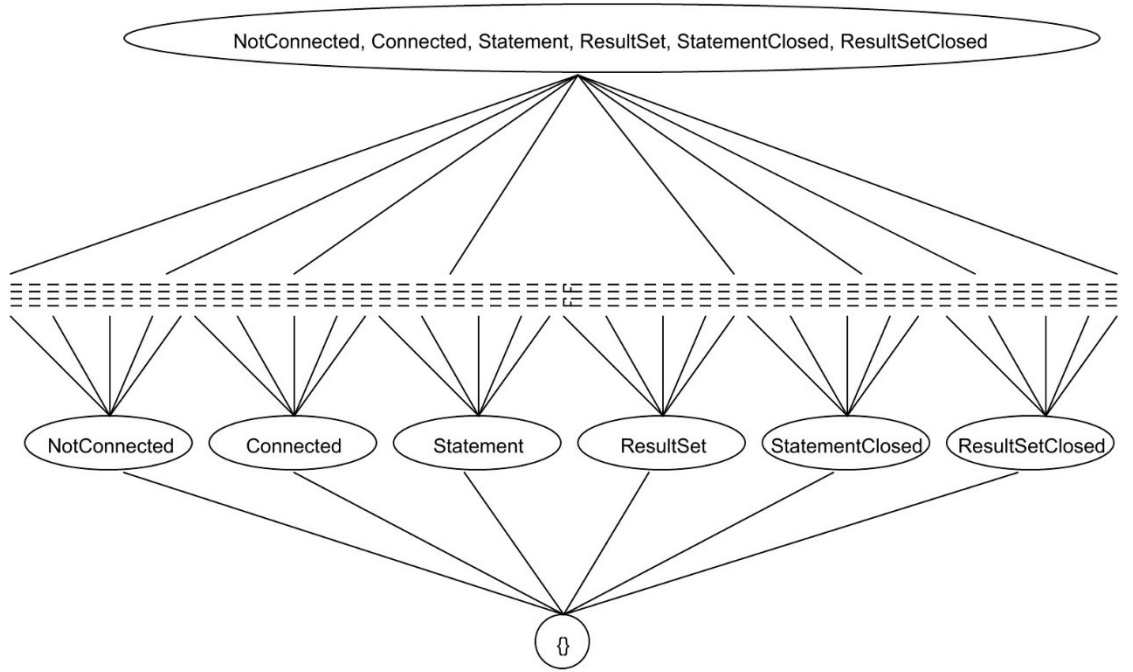 NotConnected, Connected, Statement, ResultSet, StatementClosed, ResultSetClosed
NotConnected
Connected
Statement
ResultSet
StatementClosed
ResultSetClosed
{}